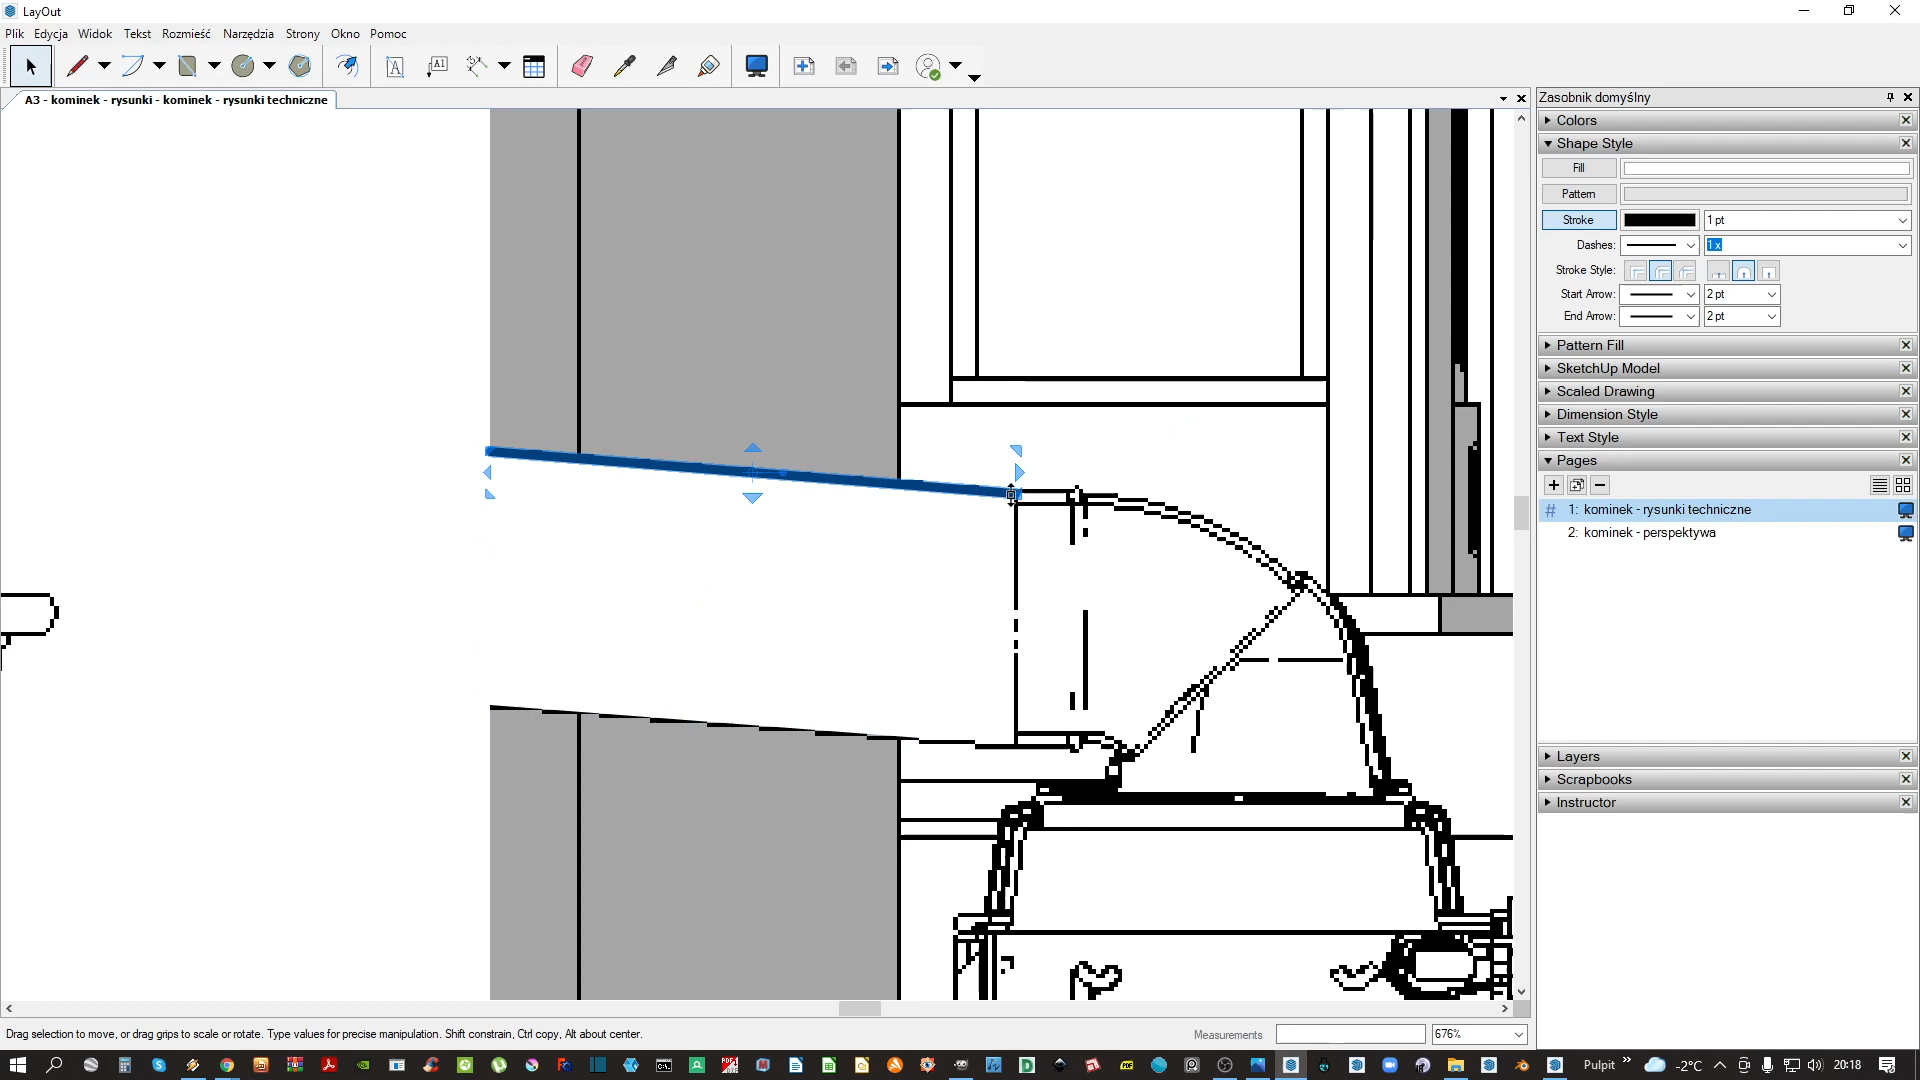 LayOut
Plik Edycja Widok Tekst Rozmieść Narzędzia Strony Okno Pomoc
A1
A
A3 - kominek - rysunki - kominek - rysunki techniczne
Zasobnik domyślny
Colors
Shape Style
Fill
Pattern
Stroke 1 pt
Dashes: 1 x
Stroke Style:
Start Arrow: 2 pt
End Arrow: 2 pt
Pattern Fill
SketchUp Model
Scaled Drawing
Dimension Style
Text Style
Pages
# 1: kominek - rysunki techniczne
2: kominek - perspektywa
Layers
Scrapbooks
Instructor
Drag selection to move, or drag grips to scale or rotate. Type values for precise manipulation. Shift constrain, Ctrl copy, Alt about center.
Measurements 676%
Pulpit » -2°C 20:18